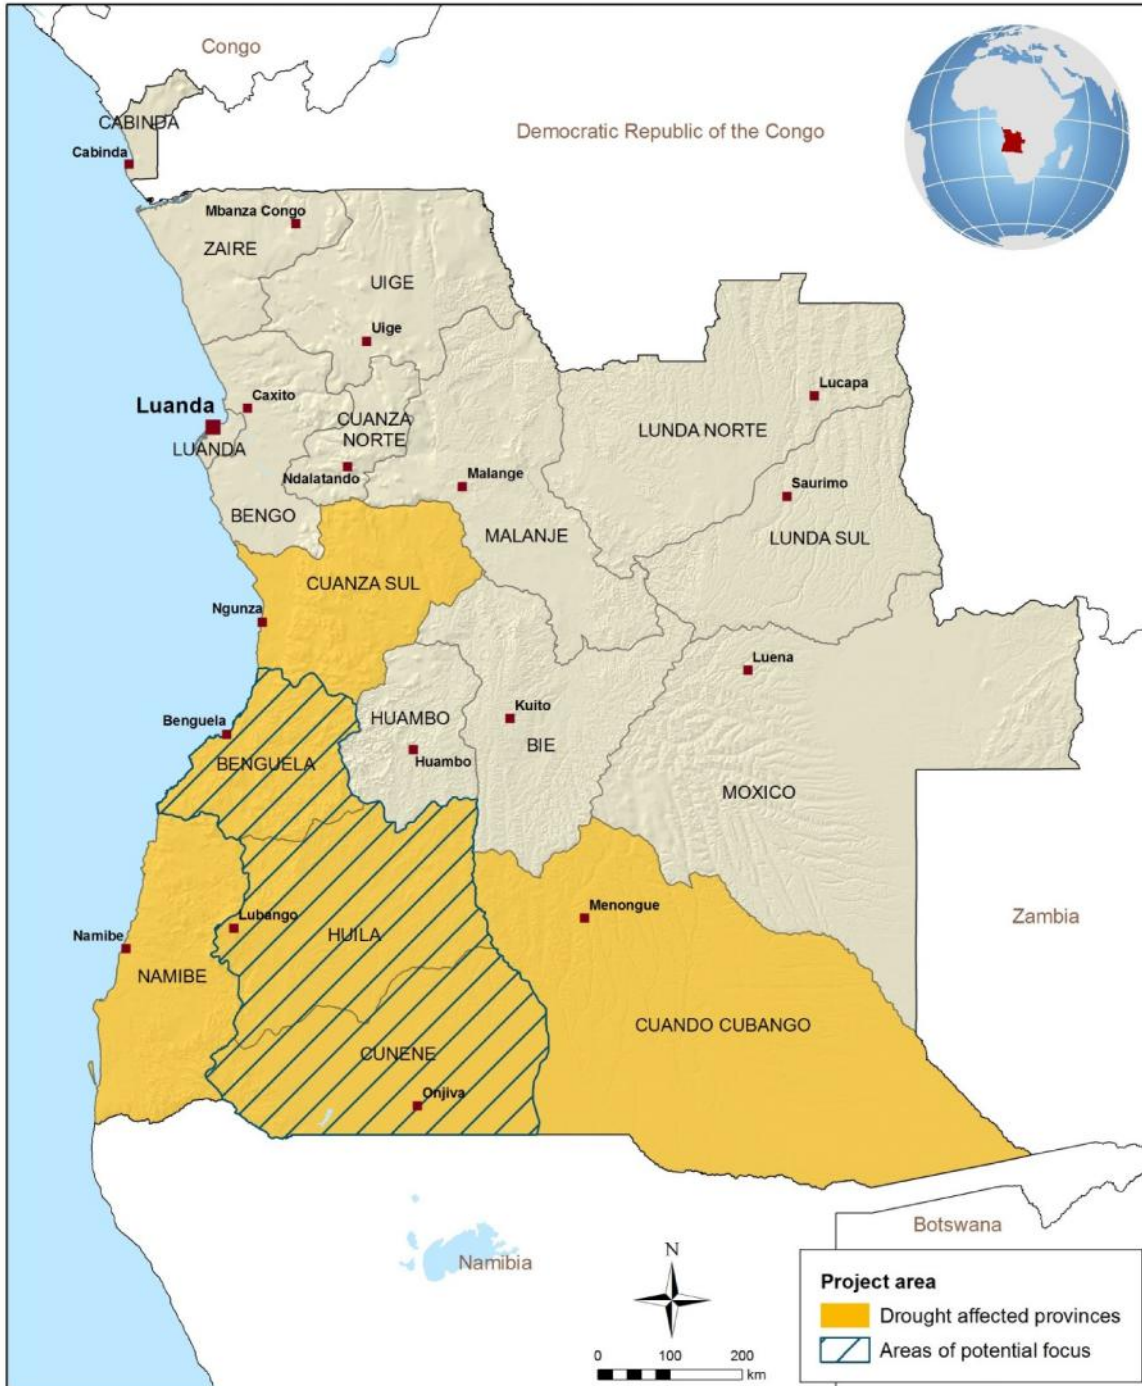 Congo
CABINDA
Cabinda
Democratic Republic of the Congo
Mbanza Congo
ZAIRE
UIGE
Uige
Lucapa
Caxito
Luanda
CUANZA
NORTE
LUNDA NORTE
LUANDA
Ndalatando
Malange
Saurimo
BENGO
MALANJE
LUNDA SUL
CUANZA SUL
Ngunza
Luena
Kuito
HUAMBO
Benguela
BIE
Huambo
BENGUELA
MOXICO
Menongue
Zambia
Lubango
HUILA
Namibe
NAMIBE
CUANDO CUBANGO
CUNENE
Onjiva
Botswana
Namibia
N
Project area
Drought affected provinces
Areas of potential focus
0 100 200
km